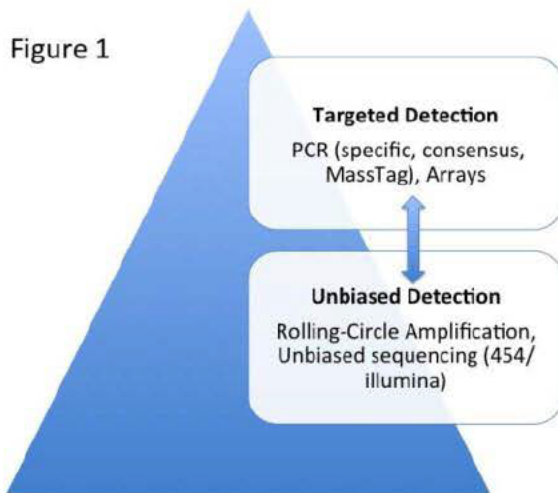 Figure 1
Targeted Detection
PCR (specific, consensus,
MassTag), Arrays
Unbiased Detection
Rolling-Circle Amplification,
Unbiased sequencing (454/
illumina)